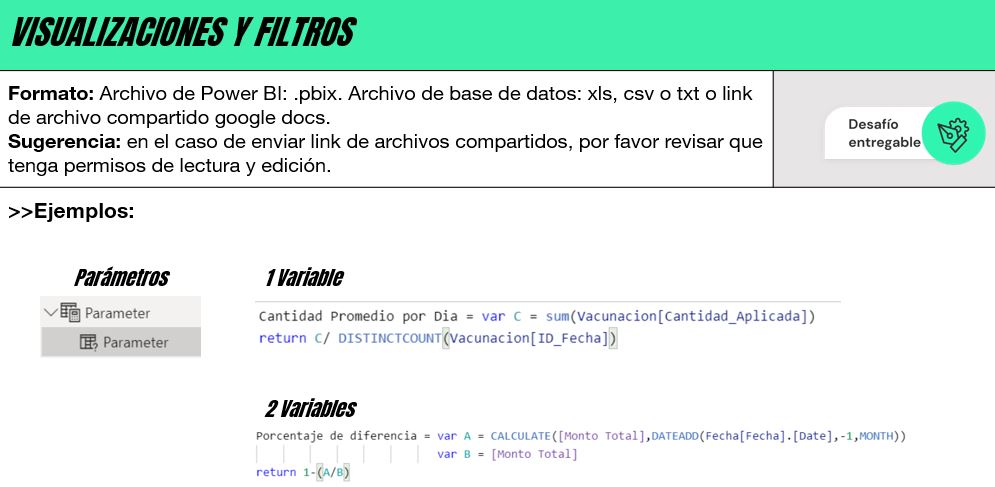 VISUALIZACIONES Y FILTROS
Formato: Archivo de Power BI: .pbix. Archivo de base de datos: xls, csv o txt o link
de archivo compartido google docs.
Sugerencia: en el caso de enviar link de archivos compartidos, por favor revisar que
tenga permisos de lectura y edición.
Desafío
entregable
>>Ejemplos:
Parámetros
Parameter
Parameter
1 Variable
Cantidad Promedio por Dia = var C = sum(Vacunacion[Cantidad_Aplicada])
return C/ DISTINCTCOUNT(Vacunacion[ID_Fecha])
2 Variables
Porcentaje de diferencia = var A = CALCULATE([Monto Total],DATEADD(Fecha[Fecha].[Date],-1,MONTH))
var B = [Monto Total]
return 1-(A/B)